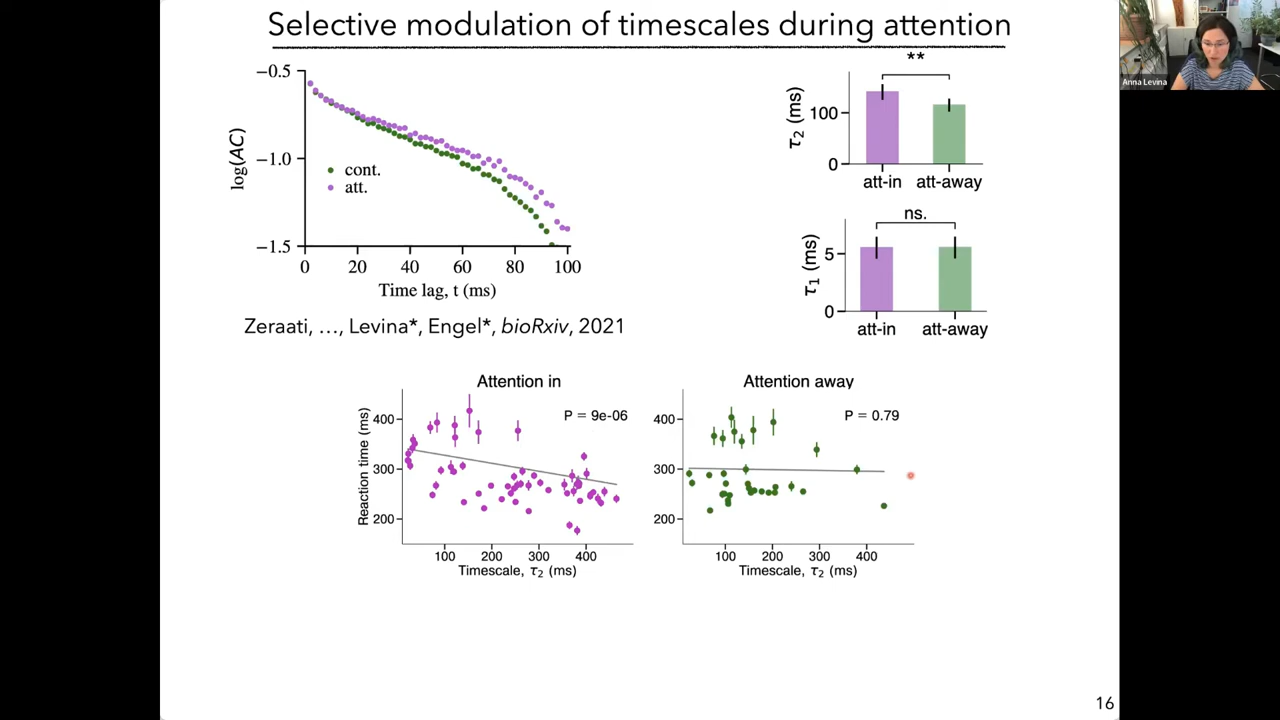 Selective modulation of timescales during attention
Anna Levina
−0.5
−1.0
−1.5
log(AC)
cont.
att.
0 20 40 60 80 100
Time lag, t (ms)
**
τ₂ (ms)
100
0
att-in att-away
ns.
τ₁ (ms)
5
0
att-in att-away
Zeraati, ..., Levina*, Engel*, bioRxiv, 2021
Attention in
P = 9e-06
Reaction time (ms)
400
300
200
100 200 300 400
Timescale, τ₂ (ms)
Attention away
P = 0.79
400
300
200
100 200 300 400
Timescale, τ₂ (ms)
16